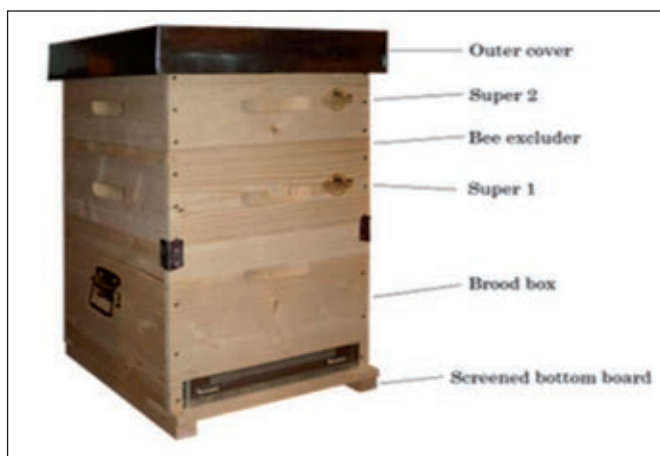 Outer cover
Super 2
Bee excluder
Super 1
Brood box
Screened bottom board